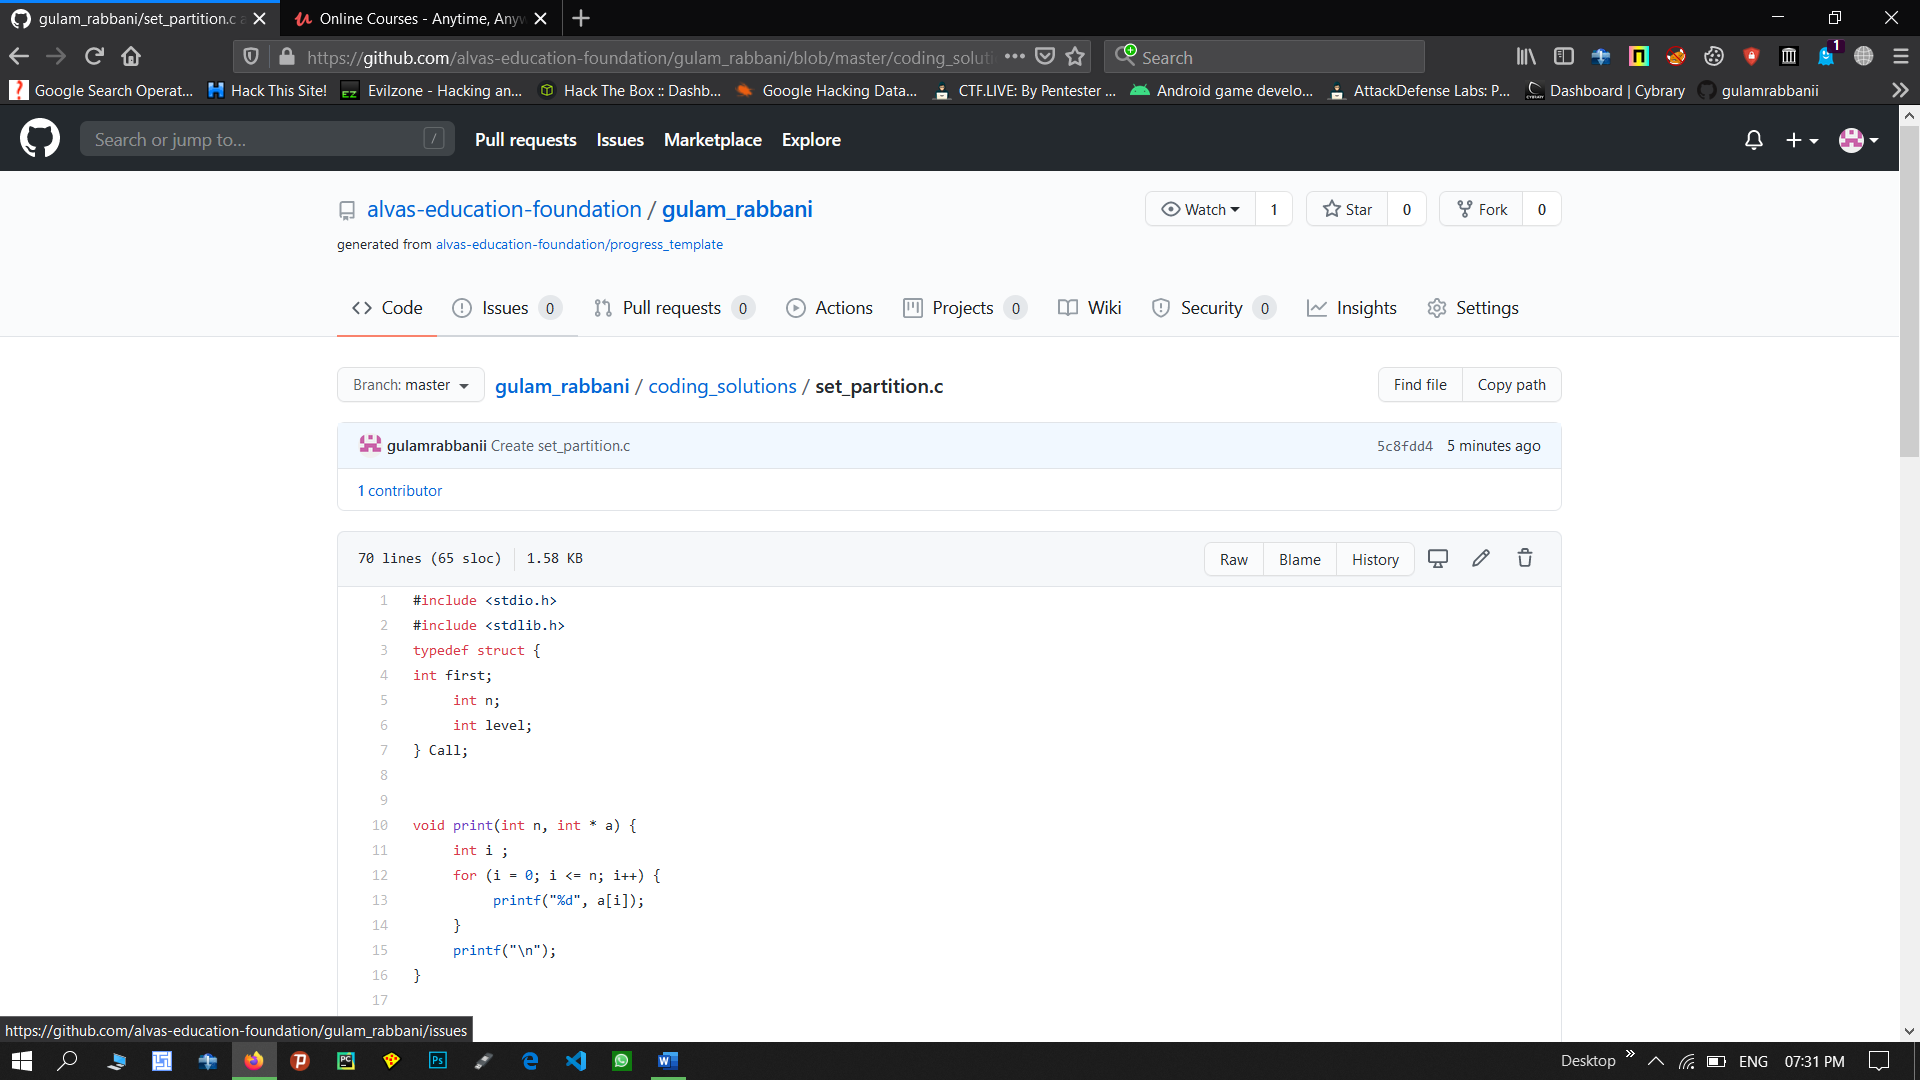 gulam_rabbani/set_partition.c a
Online Courses - Anytime, Anyw
https://github.com/alvas-education-foundation/gulam_rabbani/blob/master/coding_soluti
Search
Google Search Operat... Hack This Site! Evilzone - Hacking an... Hack The Box :: Dashb... Google Hacking Data... CTF.LIVE: By Pentester ... Android game develo... AttackDefense Labs: P... Dashboard | Cybrary gulamrabbanii
Search or jump to... / Pull requests Issues Marketplace Explore
alvas-education-foundation / gulam_rabbani Watch 1 Star 0 Fork 0
generated from alvas-education-foundation/progress_template
Code Issues 0 Pull requests 0 Actions Projects 0 Wiki Security 0 Insights Settings
Branch: master gulam_rabbani / coding_solutions / set_partition.c Find file Copy path
gulamrabbanii Create set_partition.c 5c8fdd4 5 minutes ago
1 contributor
70 lines (65 sloc) 1.58 KB Raw Blame History
1 #include <stdio.h>
2 #include <stdlib.h>
3 typedef struct {
4 int first;
5 int n;
6 int level;
7 } Call;
8
9
10 void print(int n, int * a) {
11 int i ;
12 for (i = 0; i <= n; i++) {
13 printf("%d", a[i]);
14 }
15 printf("\n");
16 }
17
https://github.com/alvas-education-foundation/gulam_rabbani/issues
Desktop ENG 07:31 PM